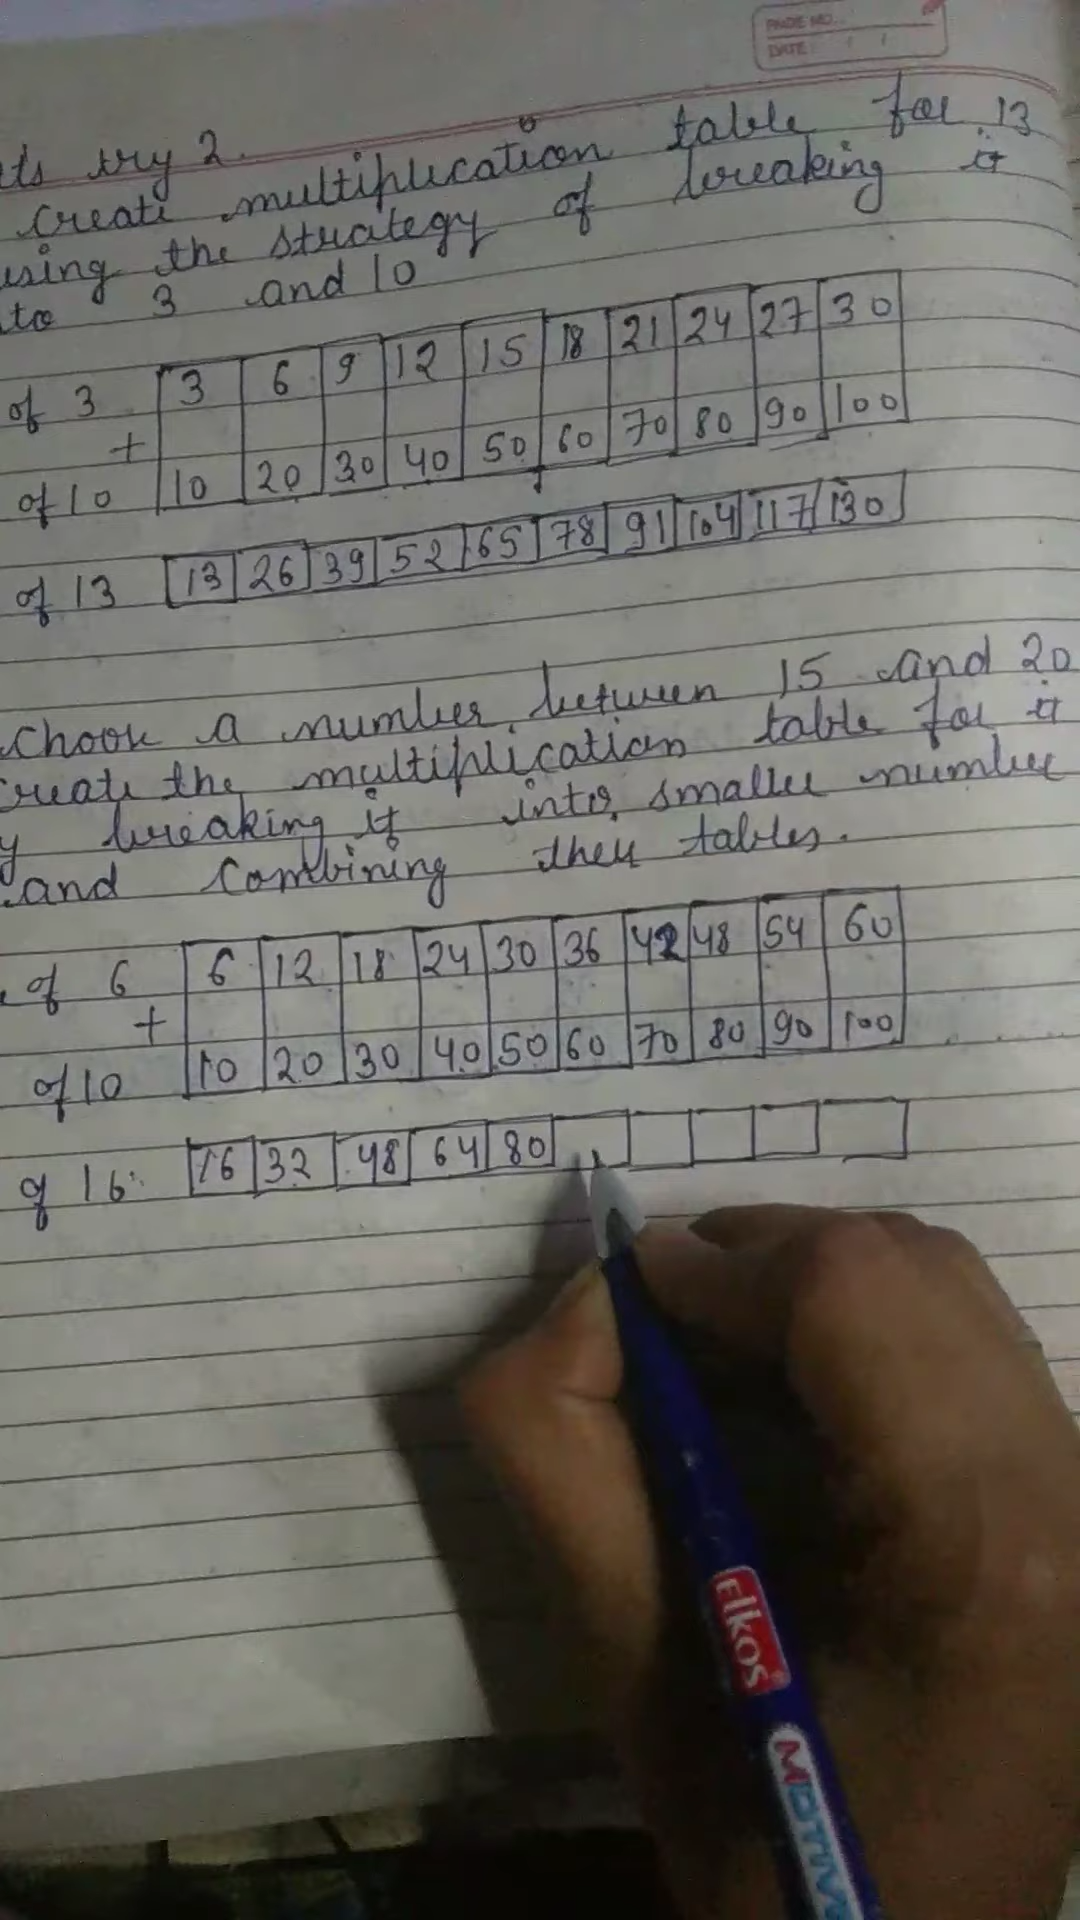 PAGE NO.
DATE: / /
ts try 2.
create multiplication table for 13
using the strategy of breaking it
to 3 and 10
of 3 3 6 9 12 15 18 21 24 27 30
+
of 10 10 20 30 40 50 60 70 80 90 100
of 13 13 26 39 52 65 78 91 104 117 130
choose a number between 15 and 20
create the multiplication table for it
y breaking it into smaller number
and combining their tables.
of 6 6 12 18 24 30 36 42 48 54 60
+
of 10 10 20 30 40 50 60 70 80 90 100
of 16: 16 32 48 64 80
Elkos
MOTIV